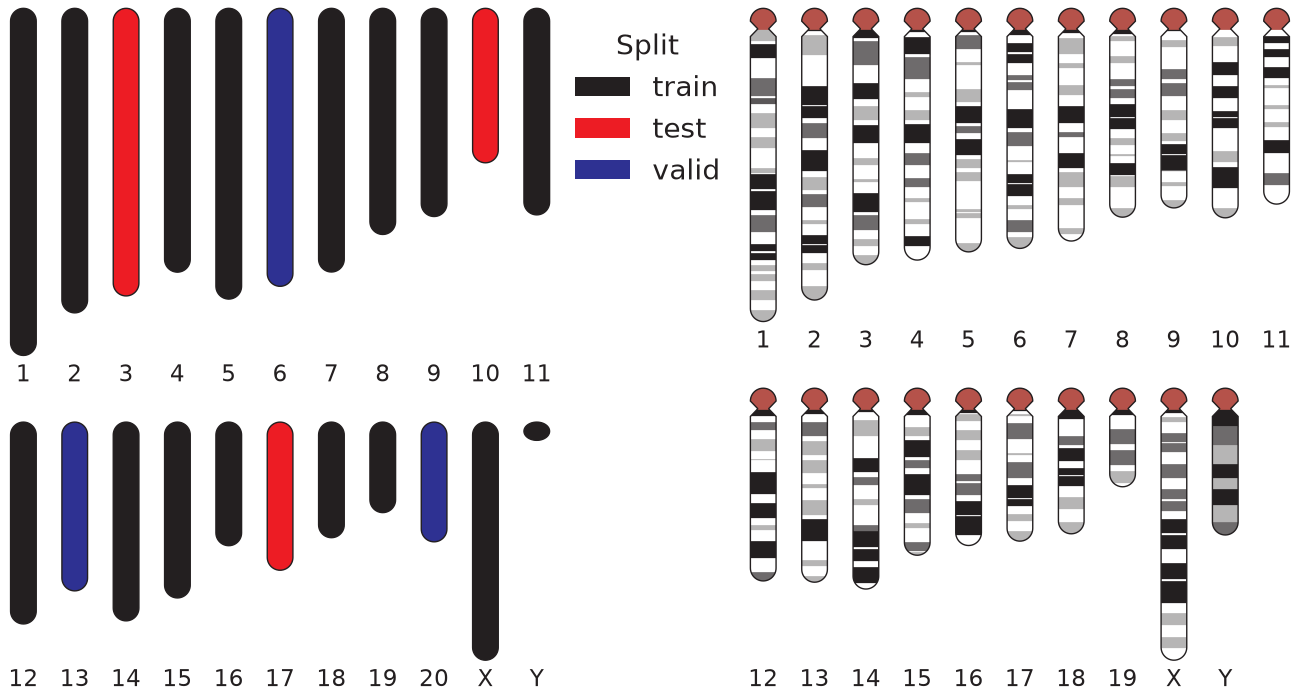 Split
train
test
valid
1 2 3 4 5 6 7 8 9 10 11
12 13 14 15 16 17 18 19 20 X Y
1 2 3 4 5 6 7 8 9 10 11
12 13 14 15 16 17 18 19 X Y